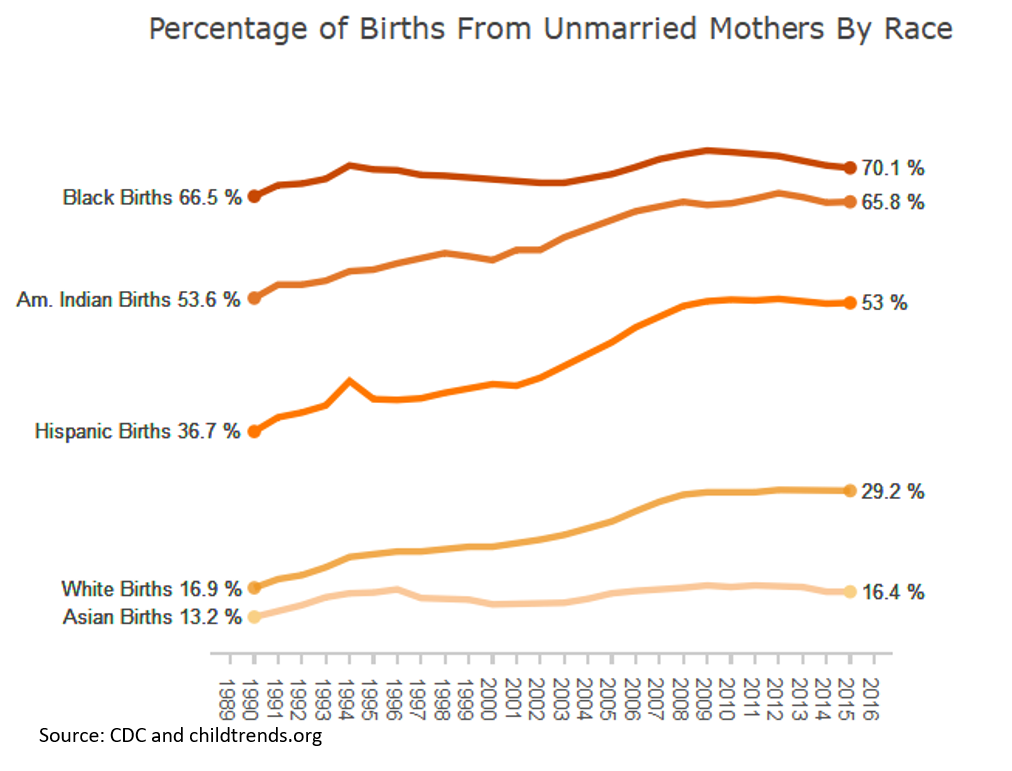 Percentage of Births From Unmarried Mothers By Race
Black Births 66.5 %
70.1 %
65.8 %
Am. Indian Births 53.6 %
53 %
Hispanic Births 36.7 %
29.2 %
White Births 16.9 %
16.4 %
Asian Births 13.2 %
1989 1990 1991 1992 1993 1994 1995 1996 1997 1998 1999 2000 2001 2002 2003 2004 2005 2006 2007 2008 2009 2010 2011 2012 2013 2014 2015 2016
Source: CDC and childtrends.org